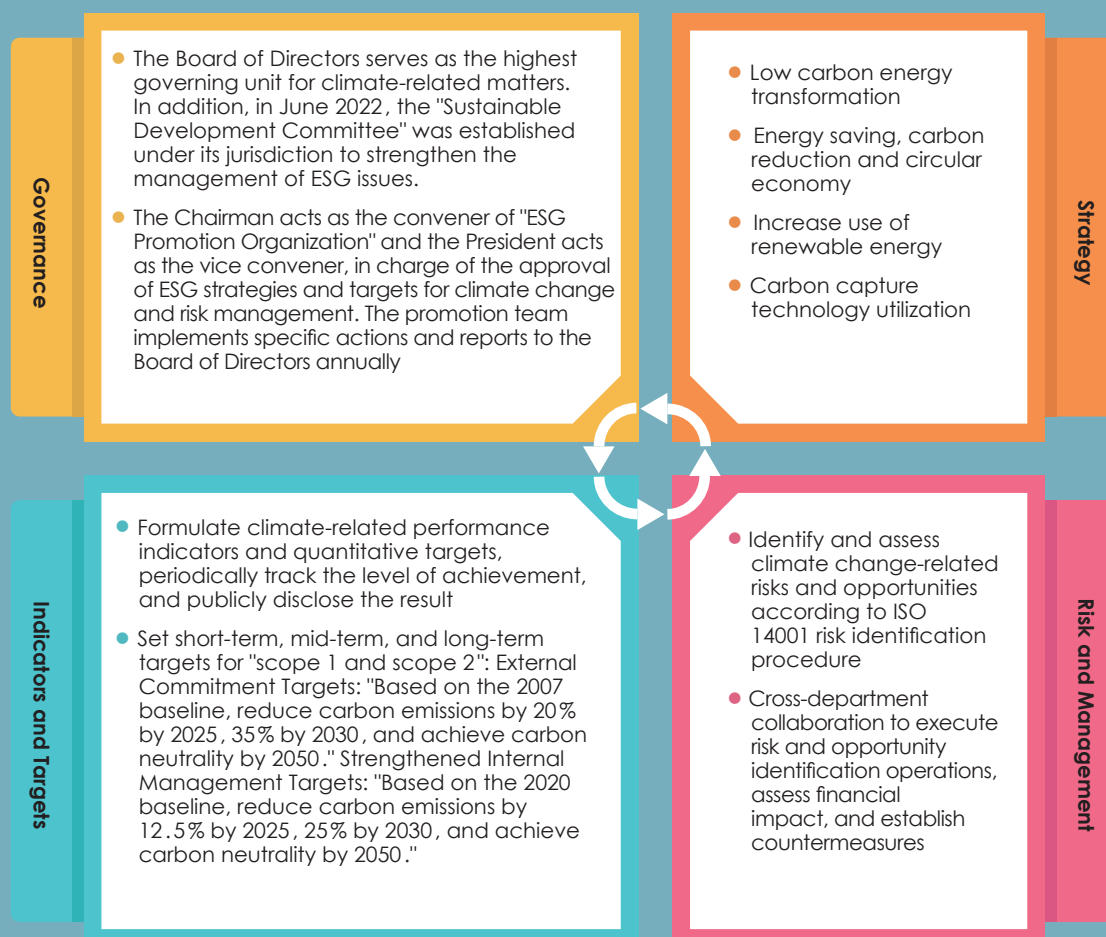 Governance
The Board of Directors serves as the highest
governing unit for climate-related matters.
In addition, in June 2022, the "Sustainable
Development Committee" was established
under its jurisdiction to strengthen the
management of ESG issues.
The Chairman acts as the convener of "ESG
Promotion Organization" and the President acts
as the vice convener, in charge of the approval
of ESG strategies and targets for climate change
and risk management. The promotion team
implements specific actions and reports to the
Board of Directors annually
Strategy
Low carbon energy
transformation
Energy saving, carbon
reduction and circular
economy
Increase use of
renewable energy
Carbon capture
technology utilization
Indicators and Targets
Formulate climate-related performance
indicators and quantitative targets,
periodically track the level of achievement,
and publicly disclose the result
Set short-term, mid-term, and long-term
targets for "scope 1 and scope 2": External
Commitment Targets: "Based on the 2007
baseline, reduce carbon emissions by 20%
by 2025, 35% by 2030, and achieve carbon
neutrality by 2050." Strengthened Internal
Management Targets: "Based on the 2020
baseline, reduce carbon emissions by
12.5% by 2025, 25% by 2030, and achieve
carbon neutrality by 2050."
Risk and Management
Identify and assess
climate change-related
risks and opportunities
according to ISO
14001 risk identification
procedure
Cross-department
collaboration to execute
risk and opportunity
identification operations,
assess financial
impact, and establish
countermeasures